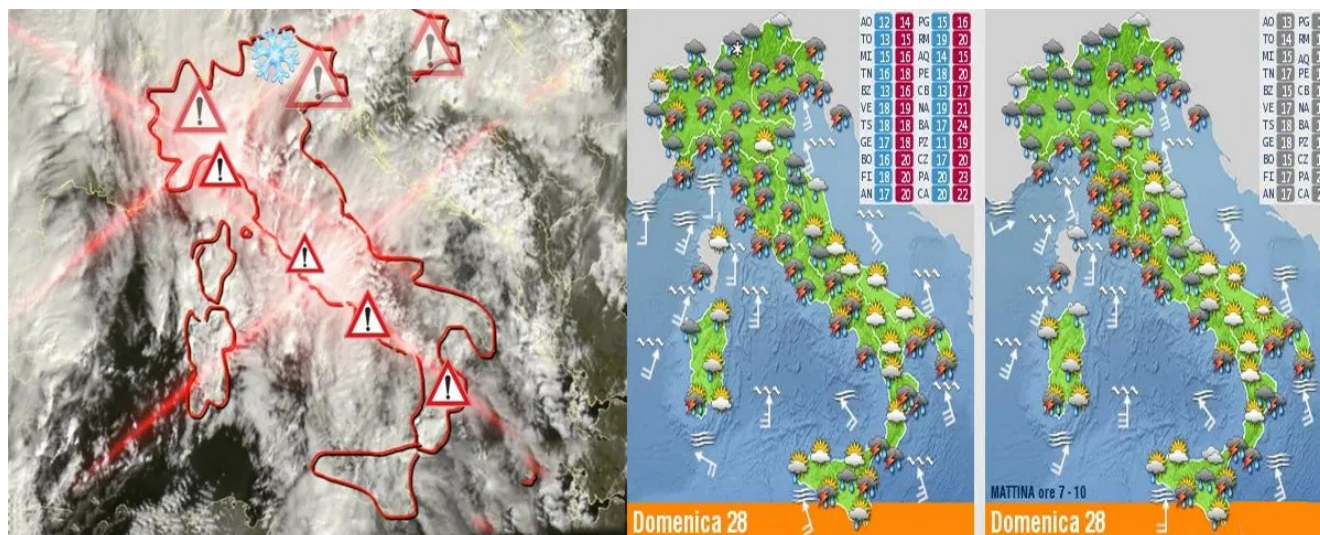 AO 12 14 PG 15 16
TO 13 15 RM 19 20
MI 15 16 AQ 14 15
TN 16 18 PE 18 20
BZ 13 16 CB 13 17
VE 18 19 NA 19 21
TS 18 18 BA 17 24
GE 17 18 PZ 11 19
BO 16 20 CZ 17 20
FI 18 20 PA 20 23
AN 17 20 CA 20 22
Domenica 28
AO 13 PG
TO 14 RM
MI 15 AQ
TN 17 PE
BZ 15 CB
VE 17 NA
TS 18 BA
GE 18 PZ
BO 15 CZ
FI 17 PA
AN 17 CA
MATTINA ore 7 - 10
Domenica 28